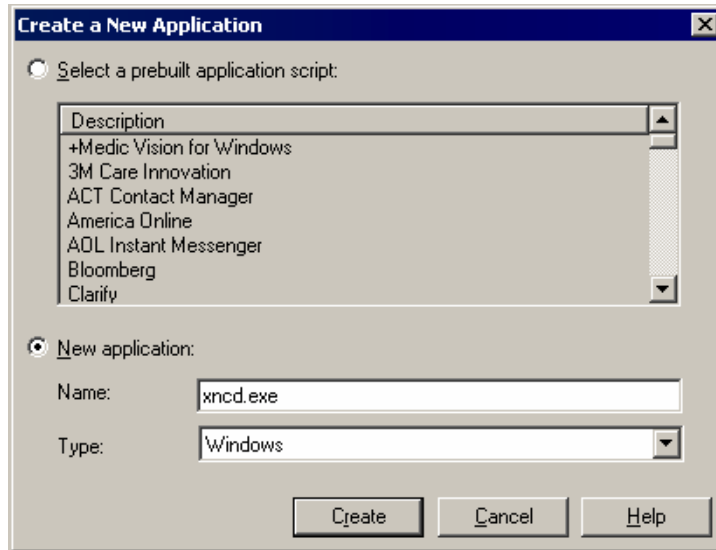 Create a New Application
Select a prebuilt application script:
Description
+Medic Vision for Windows
3M Care Innovation
ACT Contact Manager
America Online
AOL Instant Messenger
Bloomberg
Clarify
New application:
Name: xncd.exe
Type: Windows
Create Cancel Help